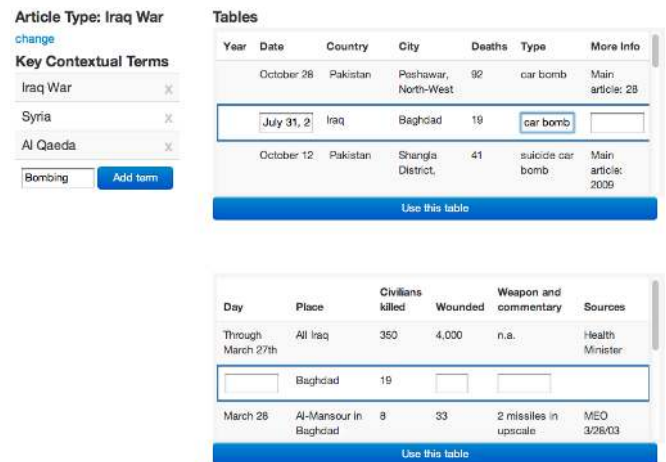 Article Type: Iraq War
change
Key Contextual Terms
Iraq War x
Syria x
Al Qaeda x
Bombing Add term
Tables
Year Date Country City Deaths Type More Info
October 28 Pakistan Peshawar, 92 car bomb Main
North-West article: 28
July 31, 2 Iraq Baghdad 19 car bomb
October 12 Pakistan Shangla 41 suicide car Main
District, bomb article:
2009
Use this table
Civilians Weapon and
Day Place killed Wounded commentary Sources
Through All Iraq 350 4,000 n.a. Health
March 27th Minister
Baghdad 19
March 26 Al-Mansour in 8 33 2 missiles in MEO
Baghdad upscale 3/28/03
Use this table